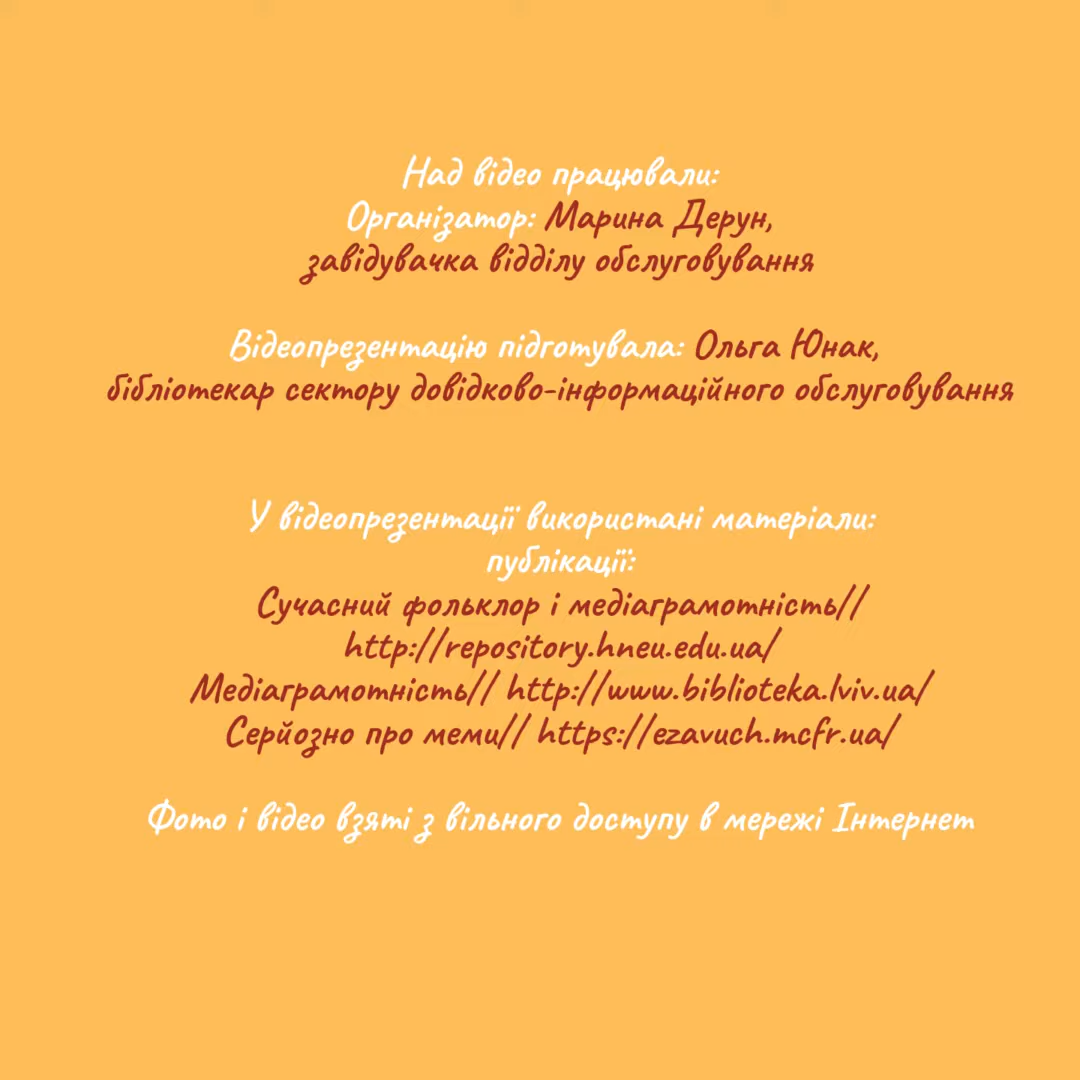 Над відео працювали:
Організатор: Марина Дерун,
завідувачка відділу обслуговування
Відеопрезентацію підготувала: Ольга Юнак,
бібліотекар сектору довідково-інформаційного обслуговування
У відеопрезентації використані матеріали:
публікації:
Сучасний фольклор і медіаграмотність//
http://repository.hneu.edu.ua/
Медіаграмотність// http://www.biblioteka.lviv.ua/
Серйозно про меми// https://ezavuch.mcfr.ua/
Фото і відео взяті з вільного доступу в мережі Інтернет